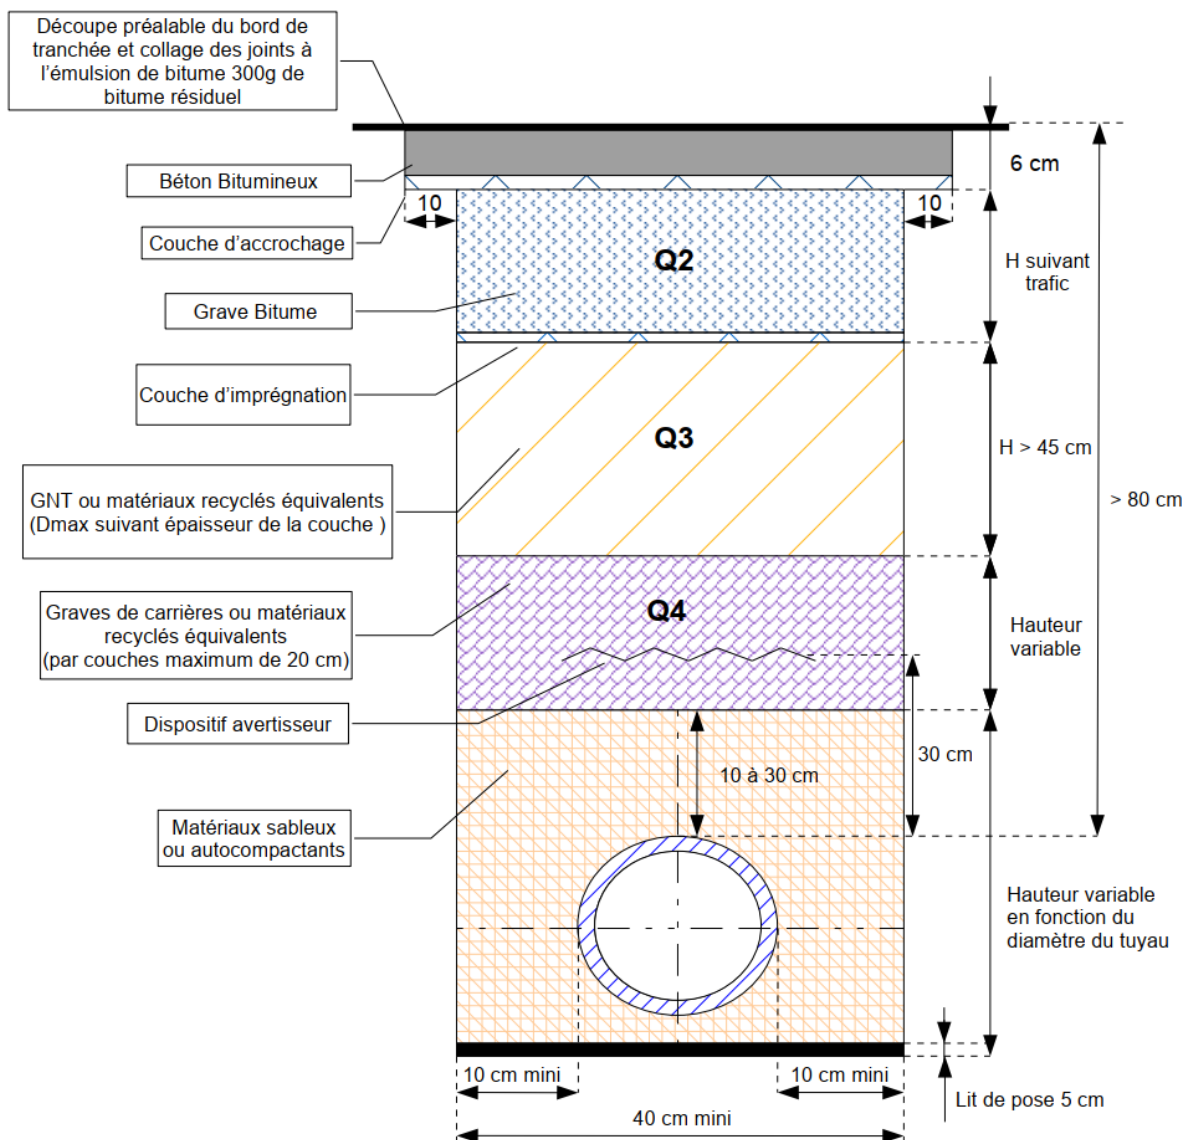 Découpe préalable du bord de
tranchée et collage des joints à
l'émulsion de bitume 300g de
bitume résiduel
6 cm
Béton Bitumineux
10
10
Couche d'accrochage
Q2
H suivant
trafic
Grave Bitume
Couche d'imprégnation
Q3
H > 45 cm
GNT ou matériaux recyclés équivalents
(Dmax suivant épaisseur de la couche )
> 80 cm
Graves de carrières ou matériaux
recyclés équivalents
(par couches maximum de 20 cm)
Q4
Hauteur
variable
Dispositif avertisseur
30 cm
10 à 30 cm
Matériaux sableux
ou autocompactants
Hauteur variable
en fonction du
diamètre du tuyau
10 cm mini
10 cm mini
Lit de pose 5 cm
40 cm mini